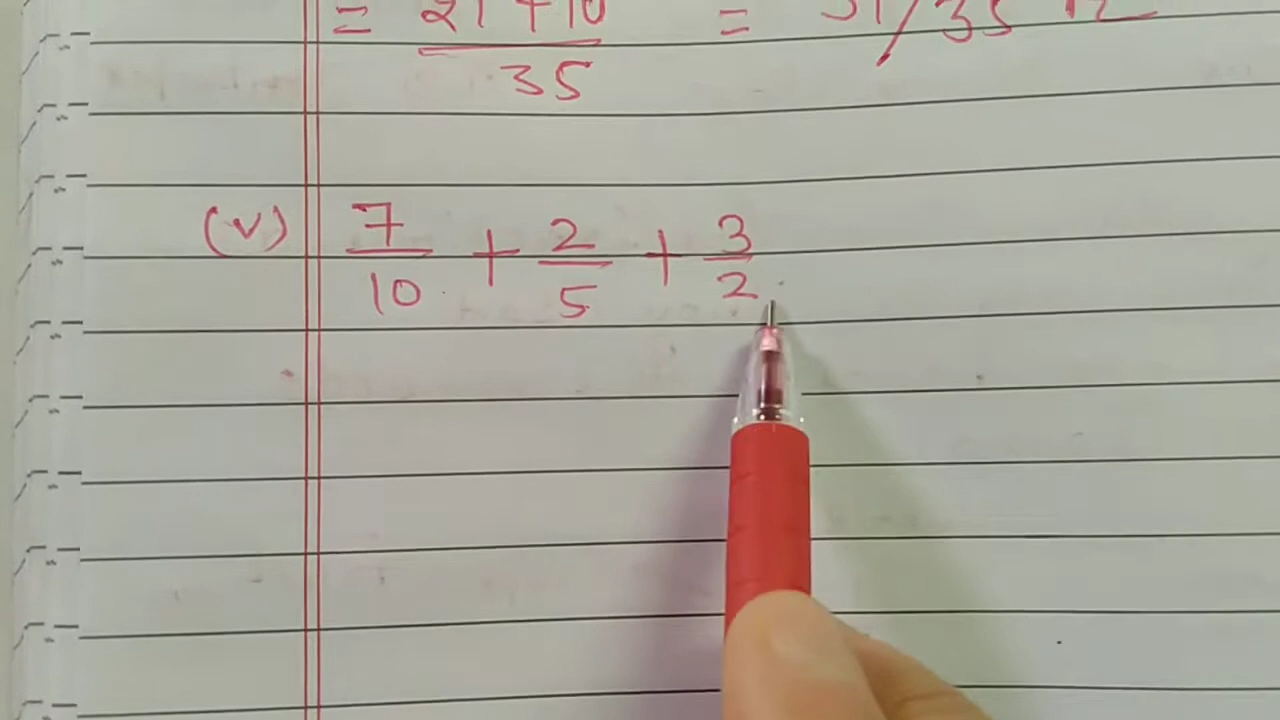 = 21 + 10 / 35 = 31/35
(v) 7/10 + 2/5 + 3/2